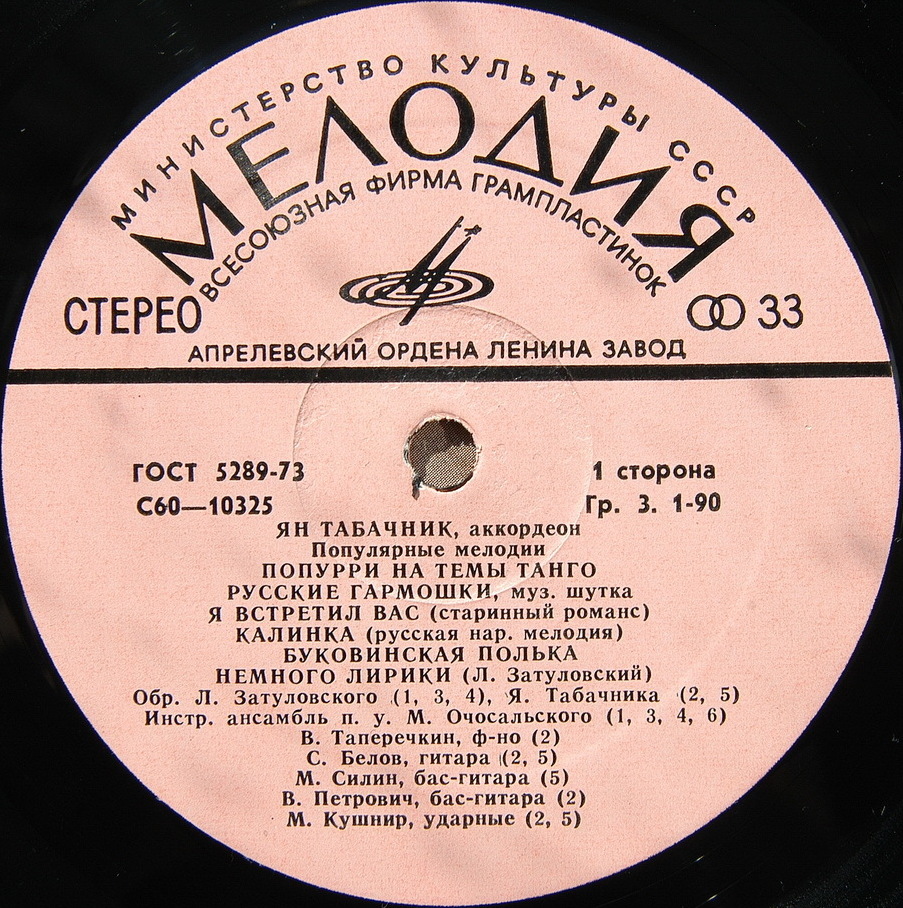 МИНИСТЕРСТВО КУЛЬТУРЫ СССР
МЕЛОДИЯ
ВСЕСОЮЗНАЯ ФИРМА ГРАМПЛАСТИНОК
СТЕРЕО
33
АПРЕЛЕВСКИЙ ОРДЕНА ЛЕНИНА ЗАВОД
ГОСТ 5289-73
1 сторона
С60—10325
Гр. 3. 1-90
ЯН ТАБАЧНИК, аккордеон
Популярные мелодии
ПОПУРРИ НА ТЕМЫ ТАНГО
РУССКИЕ ГАРМОШКИ, муз. шутка
Я ВСТРЕТИЛ ВАС (старинный романс)
КАЛИНКА (русская нар. мелодия)
БУКОВИНСКАЯ ПОЛЬКА
НЕМНОГО ЛИРИКИ (Л. Затуловский)
Обр. Л. Затуловского (1, 3, 4), Я. Табачника (2, 5)
Инстр. ансамбль п. у. М. Очосальского (1, 3, 4, 6)
В. Таперечкин, ф-но (2)
С. Белов, гитара (2, 5)
М. Силин, бас-гитара (5)
В. Петрович, бас-гитара (2)
М. Кушнир, ударные (2, 5)